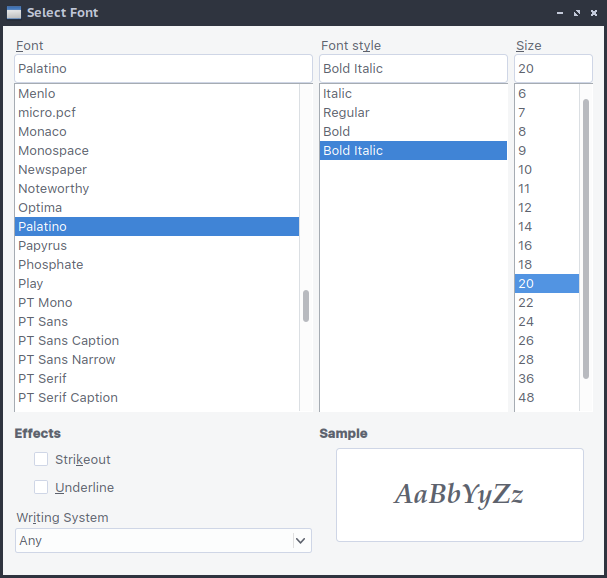 Select Font
Font
Palatino
Menlo
micro.pcf
Monaco
Monospace
Newspaper
Noteworthy
Optima
Palatino
Papyrus
Phosphate
Play
PT Mono
PT Sans
PT Sans Caption
PT Sans Narrow
PT Serif
PT Serif Caption
Font style
Bold Italic
Italic
Regular
Bold
Bold Italic
Size
20
6
7
8
9
10
11
12
14
16
18
20
22
24
26
28
36
48
Effects
Strikeout
Underline
Writing System
Any
Sample
AaBbYyZz